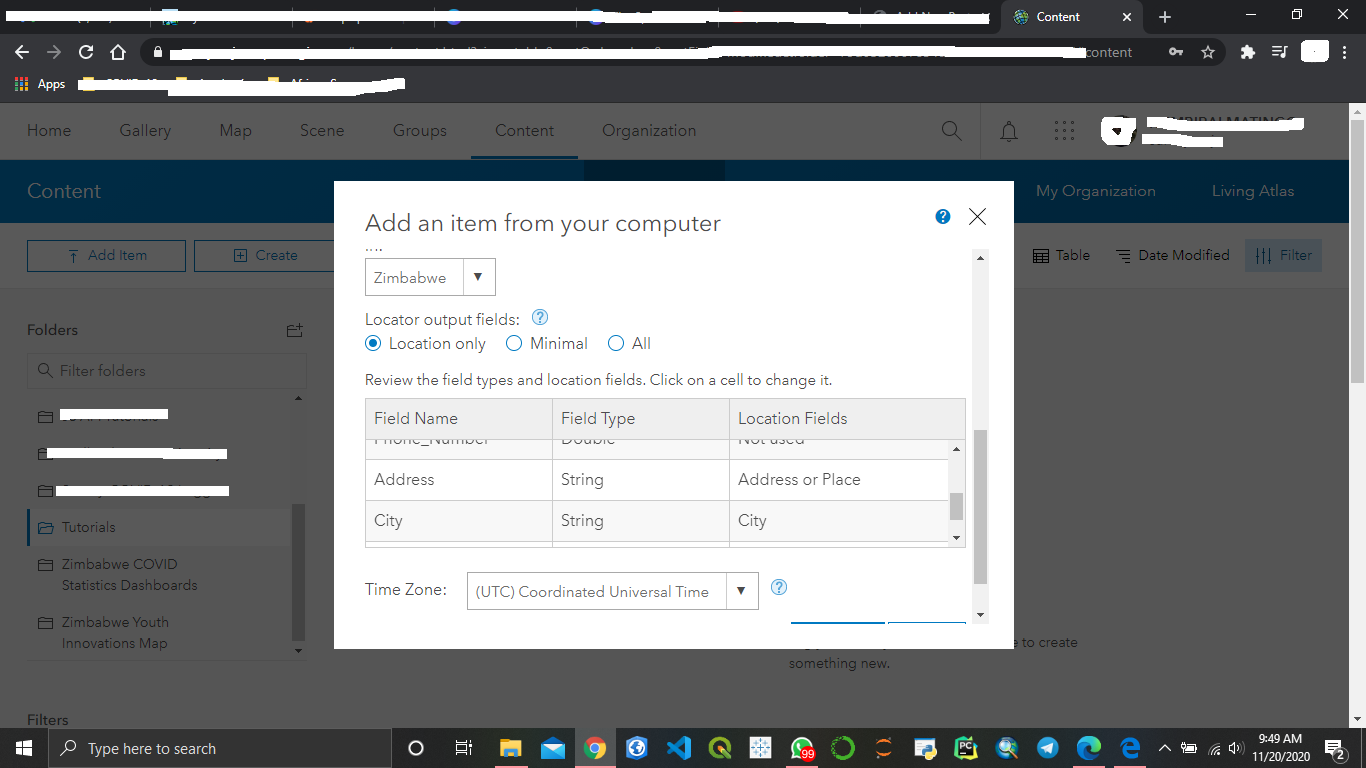 Content
content
Apps
Home Gallery Map Scene Groups Content Organization
Content My Organization Living Atlas
Add an item from your computer
Add Item Create Table Date Modified Filter
Zimbabwe
Locator output fields:
Location only Minimal All
Review the field types and location fields. Click on a cell to change it.
Field Name Field Type Location Fields
Phone_Number Double Not used
Address String Address or Place
City String City
Time Zone: (UTC) Coordinated Universal Time
Folders
Filter folders
Tutorials
Zimbabwe COVID
Statistics Dashboards
Zimbabwe Youth
Innovations Map
to create
something new.
Filters
Type here to search
99
PC
9:49 AM
11/20/2020
2